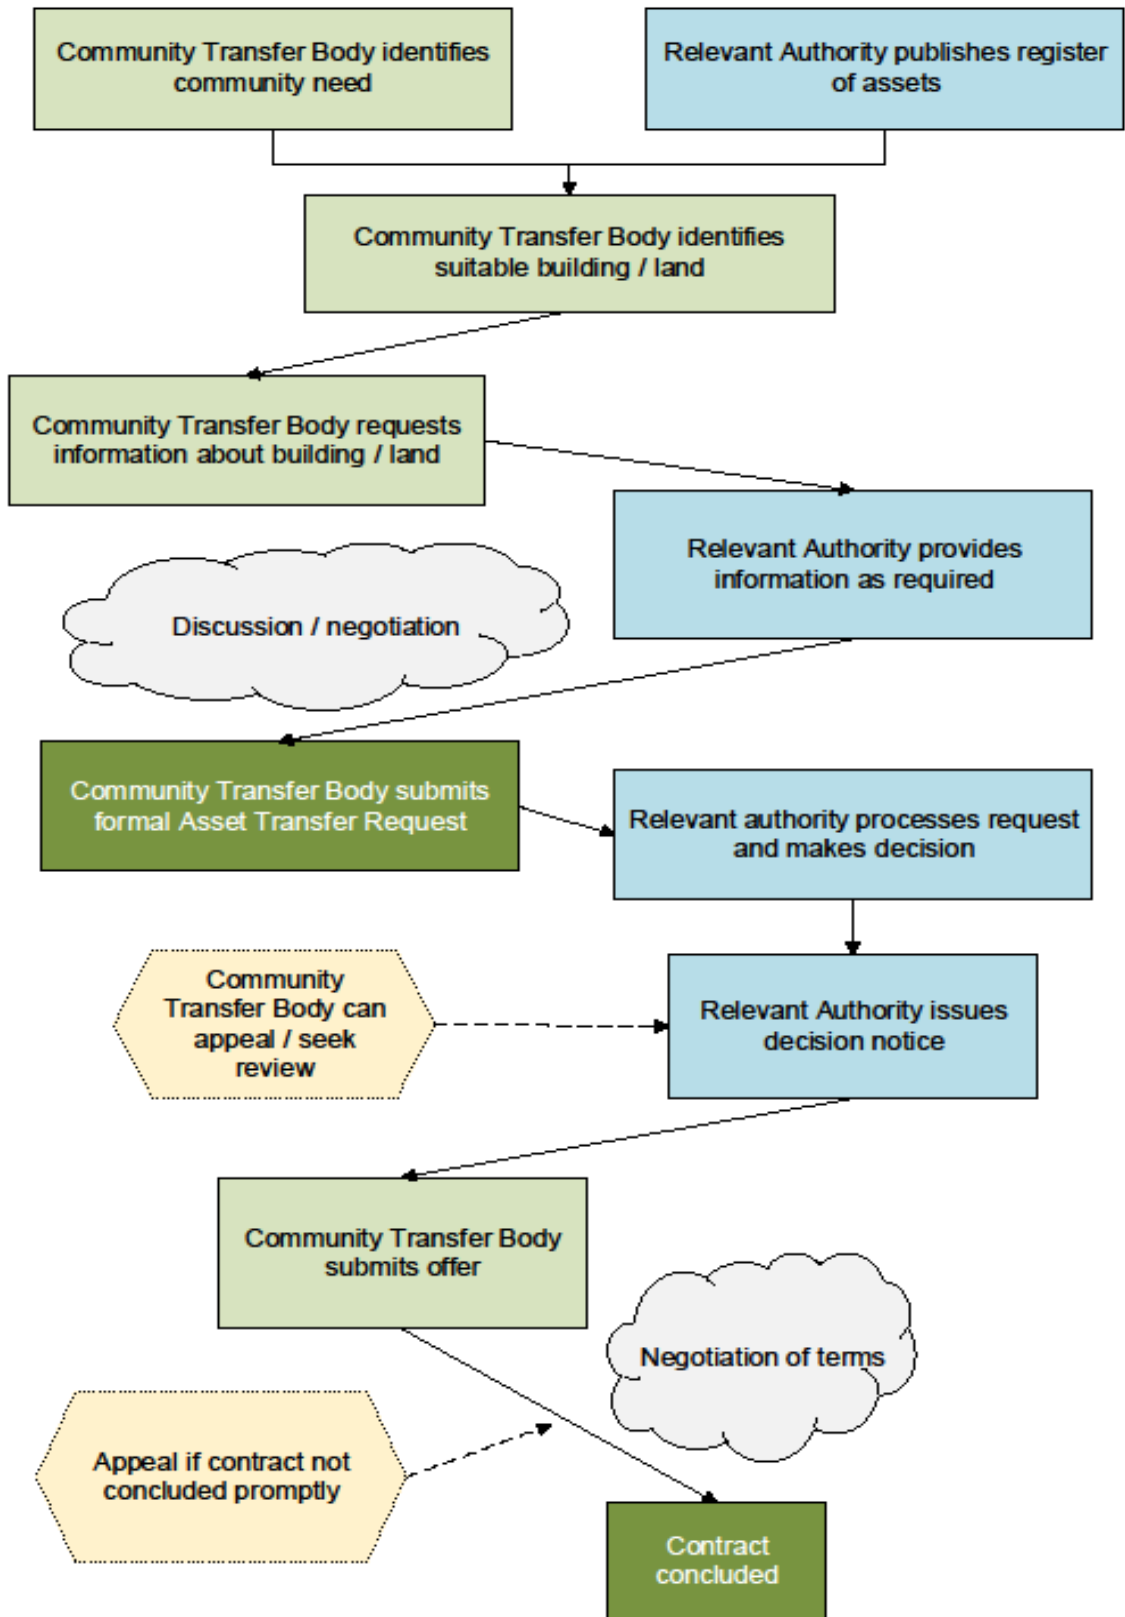 Community Transfer Body identifies
community need
Relevant Authority publishes register
of assets
Community Transfer Body identifies
suitable building / land
Community Transfer Body requests
information about building / land
Relevant Authority provides
information as required
Discussion / negotiation
Community Transfer Body submits
formal Asset Transfer Request
Relevant authority processes request
and makes decision
Community
Transfer Body can
appeal / seek
review
Relevant Authority issues
decision notice
Community Transfer Body
submits offer
Negotiation of terms
Appeal if contract not
concluded promptly
Contract
concluded